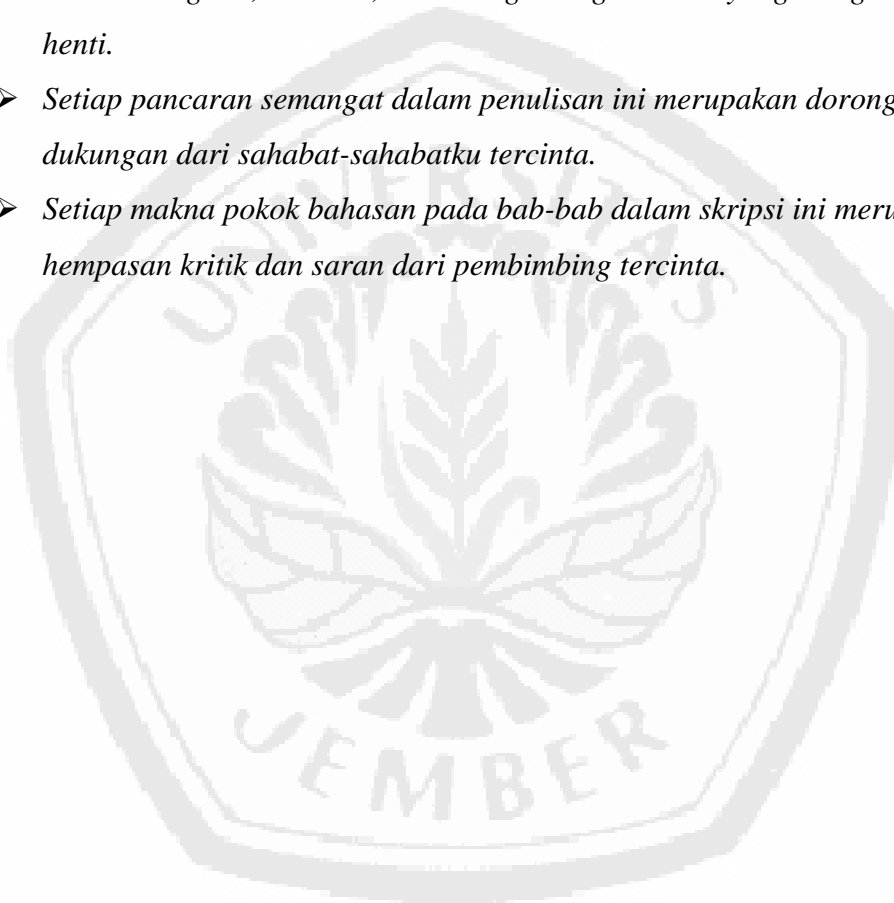 henti.
➢ Setiap pancaran semangat dalam penulisan ini merupakan dorong
dukungan dari sahabat-sahabatku tercinta.
➢ Setiap makna pokok bahasan pada bab-bab dalam skripsi ini meru
hempasan kritik dan saran dari pembimbing tercinta.
UNIVERSITAS
JEMBER